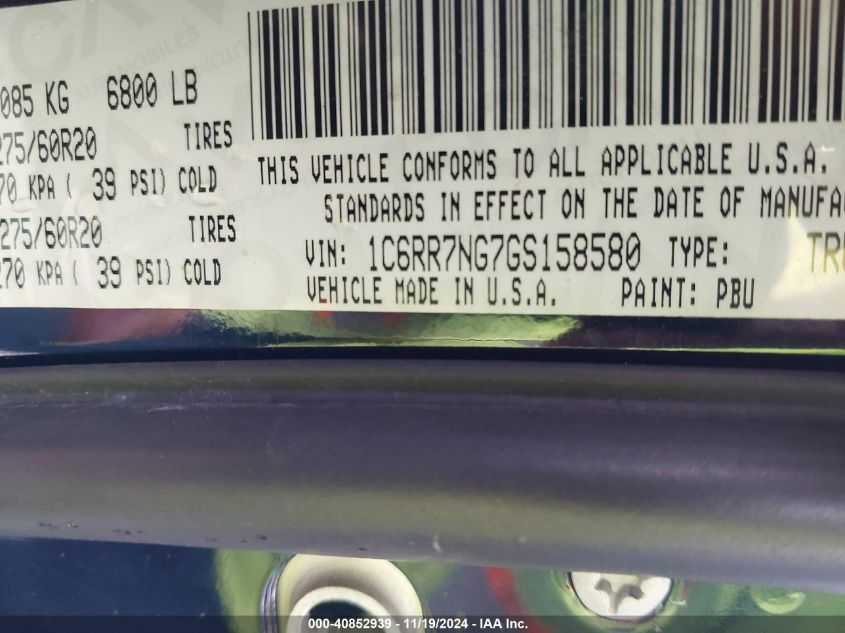 085 KG 6800 LB
275/60R20 TIRES
70 KPA ( 39 PSI) COLD
275/60R20 TIRES
270 KPA ( 39 PSI) COLD
THIS VEHICLE CONFORMS TO ALL APPLICABLE U.S.A.
STANDARDS IN EFFECT ON THE DATE OF MANUFA
VIN: 1C6RR7NG7GS158580 TYPE: TRU
VEHICLE MADE IN U.S.A. PAINT: PBU
000-40852939 - 11/19/2024 - IAA Inc.